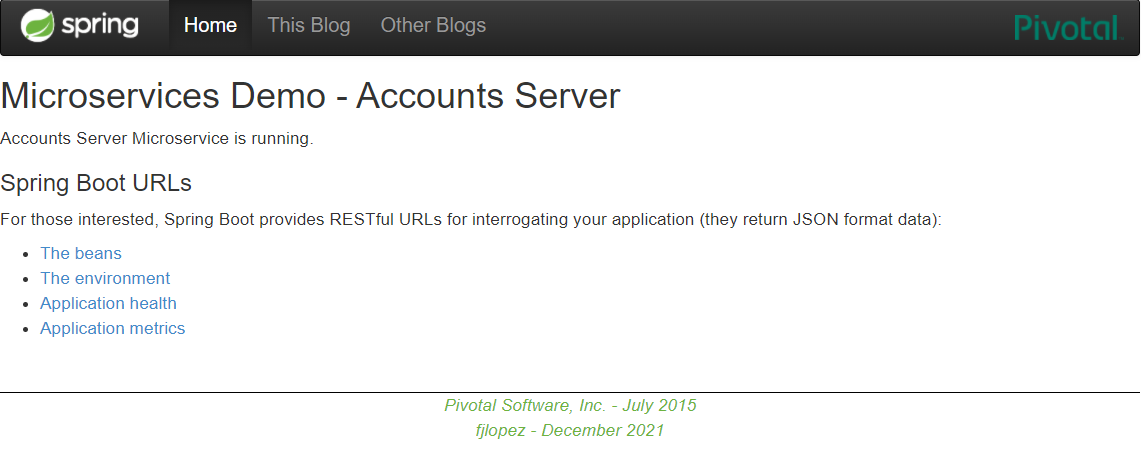 spring Home This Blog Other Blogs Pivotal
Microservices Demo - Accounts Server
Accounts Server Microservice is running.
Spring Boot URLs
For those interested, Spring Boot provides RESTful URLs for interrogating your application (they return JSON format data):
• The beans
• The environment
• Application health
• Application metrics
Pivotal Software, Inc. - July 2015
fjlopez - December 2021